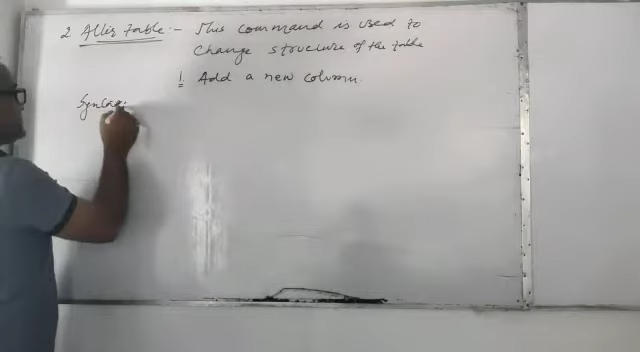 2 Alter table :- This command is used to
change structure of the table
1. Add a new column.
Syntax: